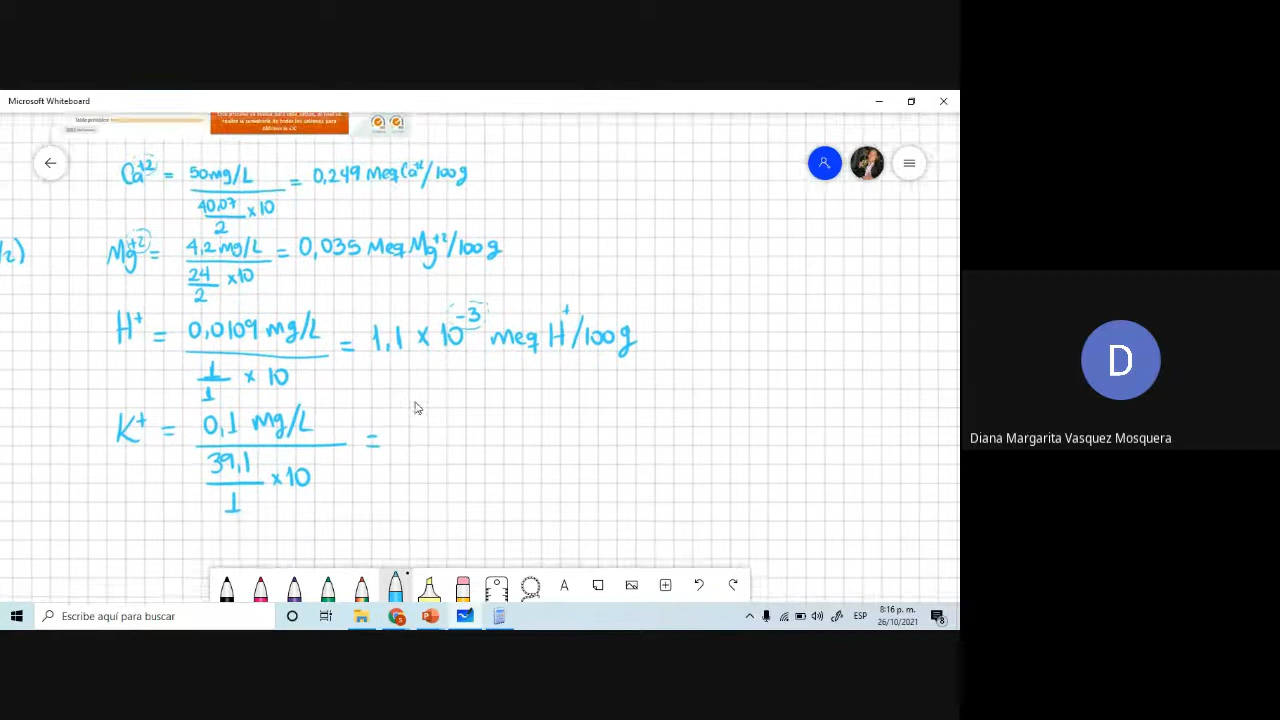 Microsoft Whiteboard
Ca+2 = 50mg/L / (40,07/2 x 10) = 0,249 Meq Ca+2/100g
/2)
Mg+2 = 4,2 mg/L / (24/2 x 10) = 0,035 Meq Mg+2/100g
H+ = 0,0109 mg/L / (1/1 x 10) = 1,1 x 10-3 meq H+/100g
K+ = 0,1 mg/L / (39,1/1 x 10) =
D
Diana Margarita Vasquez Mosquera
A
Escribe aquí para buscar
ESP
8:16 p. m.
26/10/2021
8